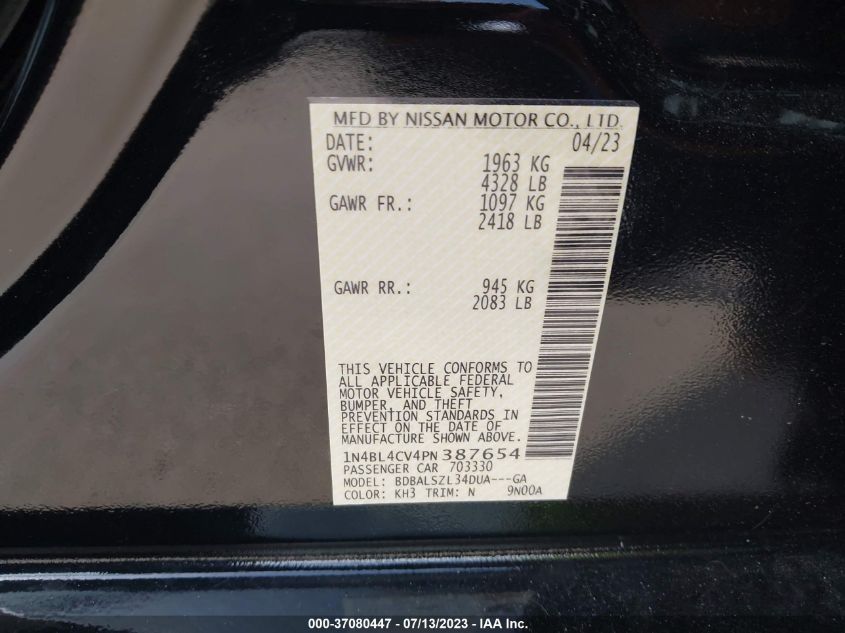 MFD BY NISSAN MOTOR CO., LTD.
DATE: 04/23
GVWR: 1963 KG
4328 LB
GAWR FR.: 1097 KG
2418 LB
GAWR RR.: 945 KG
2083 LB
THIS VEHICLE CONFORMS TO
ALL APPLICABLE FEDERAL
MOTOR VEHICLE SAFETY,
BUMPER, AND THEFT
PREVENTION STANDARDS IN
EFFECT ON THE DATE OF
MANUFACTURE SHOWN ABOVE.
1N4BL4CV4PN387654
PASSENGER CAR 703330
MODEL: BDBALSZL34DUA---GA
COLOR: KH3 TRIM: N 9N00A
000-37080447 - 07/13/2023 - IAA Inc.